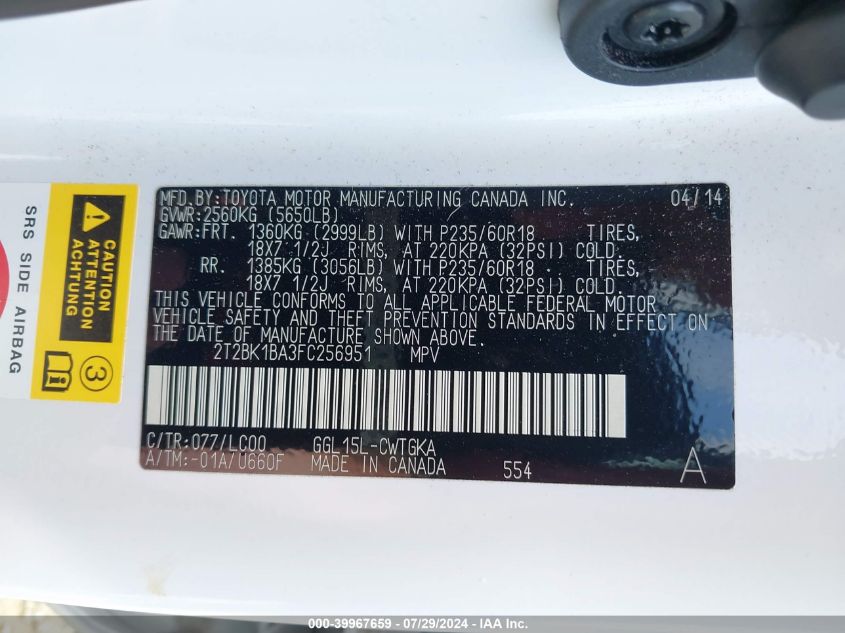 MFD.BY:TOYOTA MOTOR MANUFACTURING CANADA INC. 04/14
GVWR:2560KG (5650LB)
GAWR:FRT. 1360KG (2999LB) WITH P235/60R18 TIRES,
18X7 1/2J RIMS, AT 220KPA (32PSI) COLD.
RR. 1385KG (3056LB) WITH P235/60R18 TIRES,
18X7 1/2J RIMS, AT 220KPA (32PSI) COLD.
THIS VEHICLE CONFORMS TO ALL APPLICABLE FEDERAL MOTOR
VEHICLE SAFETY AND THEFT PREVENTION STANDARDS IN EFFECT ON
THE DATE OF MANUFACTURE SHOWN ABOVE.
2T2BK1BA3FC256951 MPV
C/TR:077/LC00 GGL15L-CWTGKA
A/TM:-01A/U660F MADE IN CANADA 554 A
SRS SIDE AIRBAG
CAUTION
ATTENTION
ACHTUNG
3
000-39967659 / 07/29/2024 - IAA Inc.